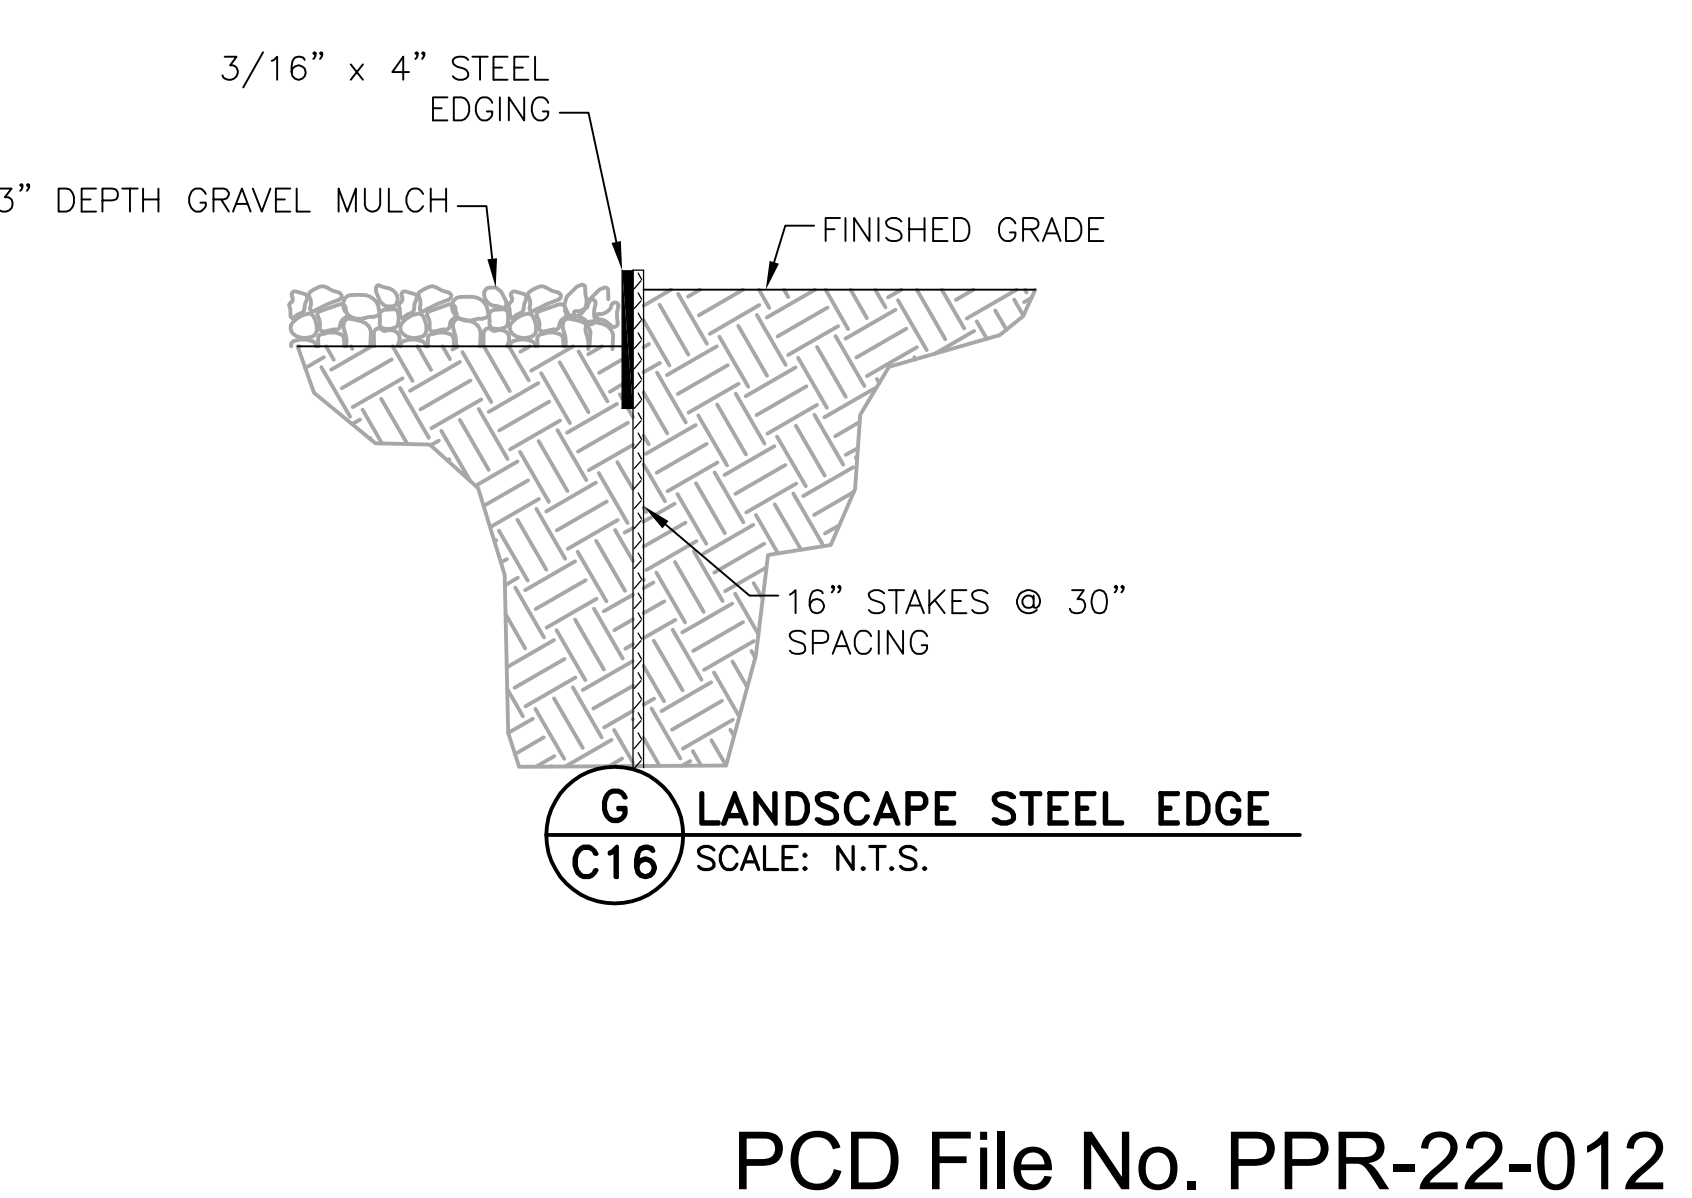 3/16” x 4” STEEL
EDGING
3” DEPTH GRAVEL MULCH
FINISHED GRADE
16” STAKES @ 30”
SPACING
G
LANDSCAPE STEEL EDGE
C16
SCALE: N.T.S.
PCD File No. PPR-22-012